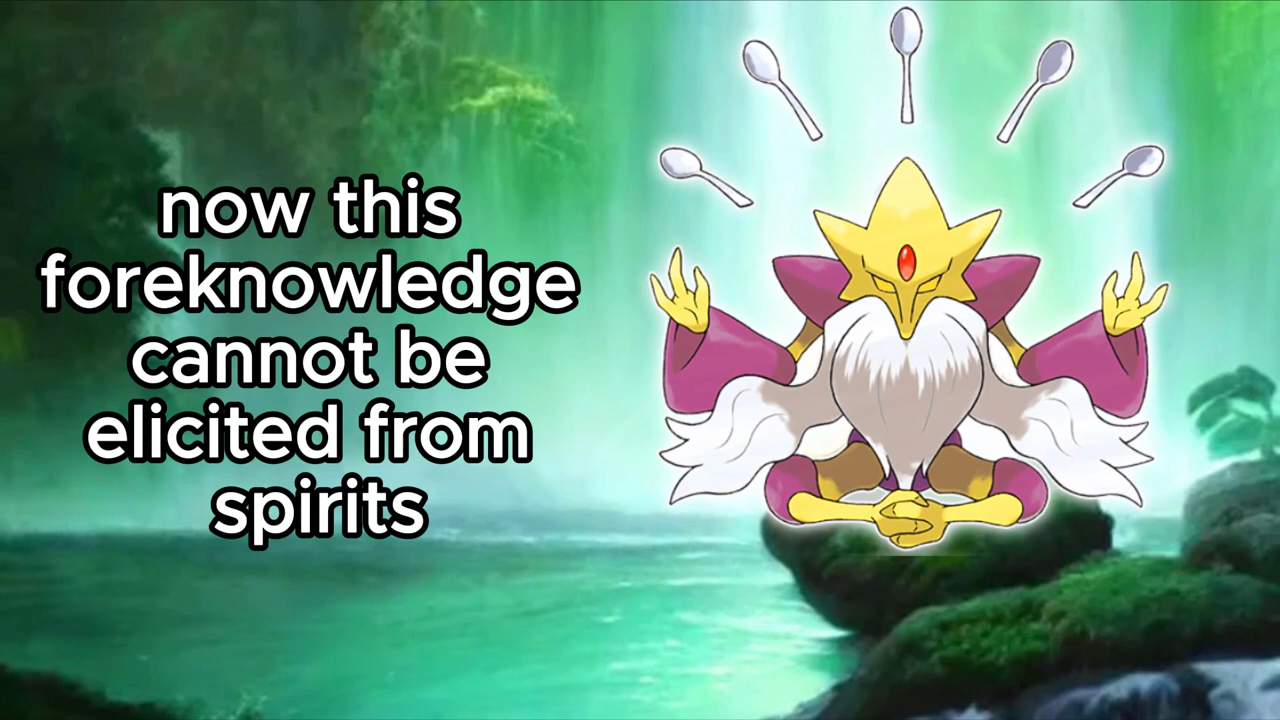 now this
foreknowledge
cannot be
elicited from
spirits